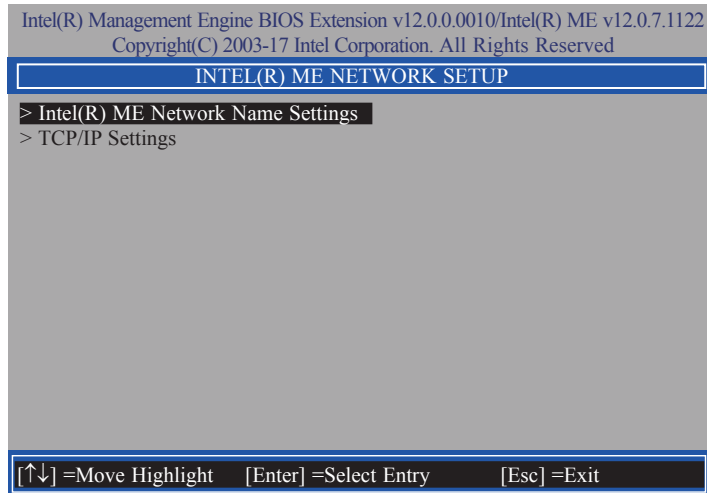 Intel(R) Management Engine BIOS Extension v12.0.0.0010/Intel(R) ME v12.0.7.1122
Copyright(C) 2003-17 Intel Corporation. All Rights Reserved
INTEL(R) ME NETWORK SETUP
> Intel(R) ME Network Name Settings
> TCP/IP Settings
[↑↓] =Move Highlight [Enter] =Select Entry [Esc] =Exit